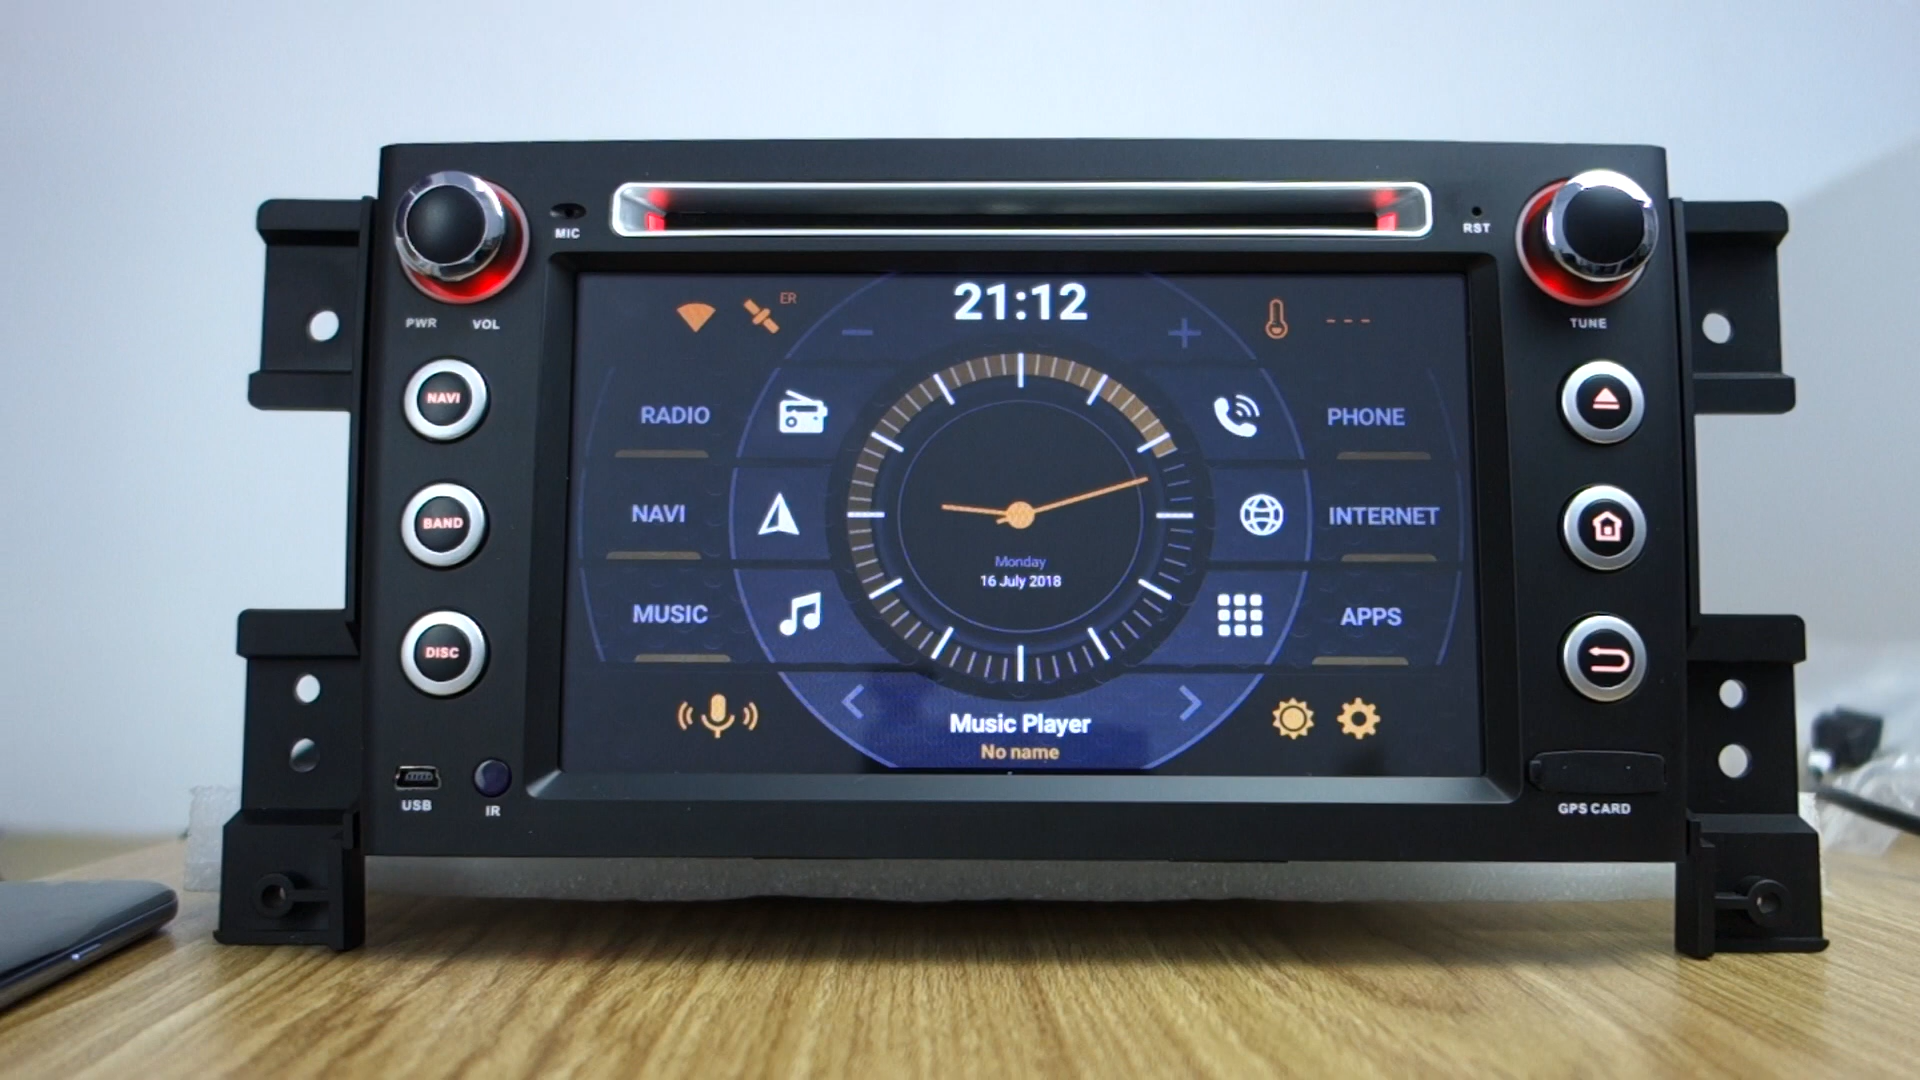 MIC
RST
PWR VOL
TUNE
ER
21:12
- - -
RADIO
PHONE
NAVI
NAVI
INTERNET
BAND
Monday
16 July 2018
MUSIC
APPS
DISC
Music Player
No name
USB
IR
GPS CARD